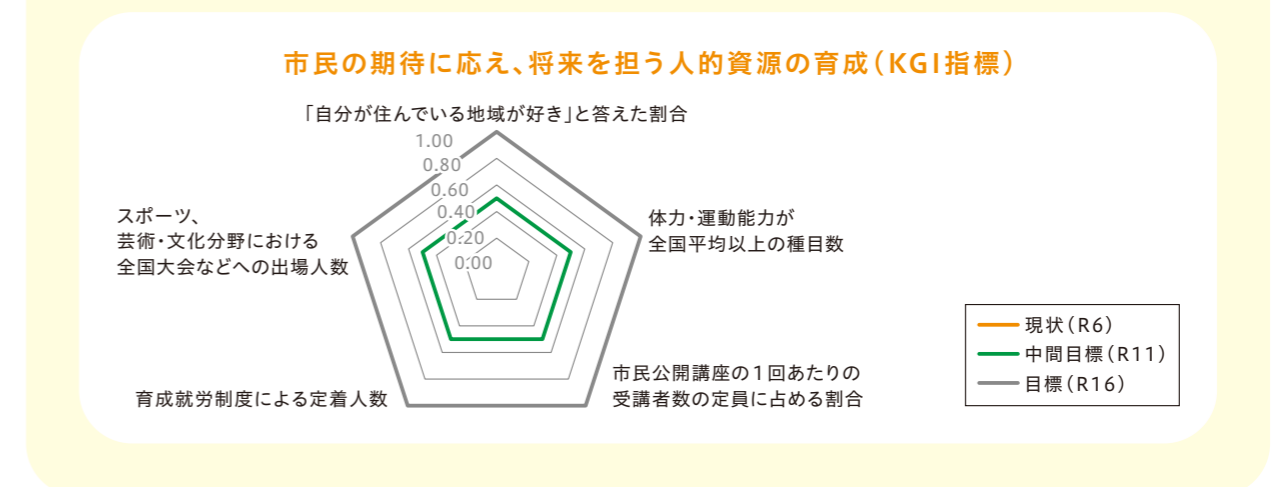 市民の期待に応え、将来を担う人的資源の育成（KGI指標）
「自分が住んでいる地域が好き」と答えた割合
1.00
0.80
0.60
0.40
0.20
0.00
体力・運動能力が
全国平均以上の種目数
市民公開講座の１回あたりの
受講者数の定員に占める割合
育成就労制度による定着人数
スポーツ、
芸術・文化分野における
全国大会などへの出場人数
現状（R6）
中間目標（R11）
目標（R16）